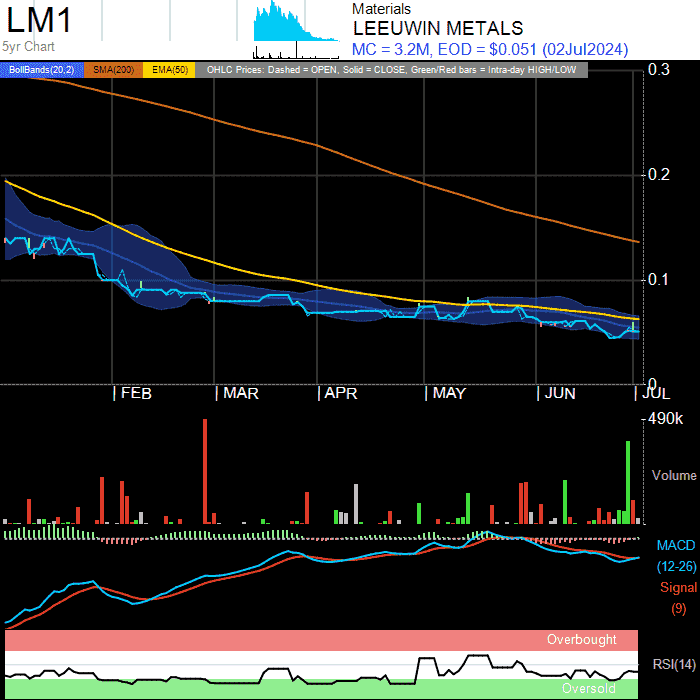 LM1
5yr Chart
Materials
LEEUWIN METALS
MC = 3.2M, EOD = $0.051 (02Jul2024)
BollBands(20,2) SMA(200) EMA(50) OHLC Prices: Dashed = OPEN, Solid = CLOSE, Green/Red bars = Intra-day HIGH/LOW
0.3
0.2
0.1
0
FEB MAR APR MAY JUN JUL
490k
Volume
MACD
(12-26)
Signal
(9)
Overbought
RSI(14)
Oversold